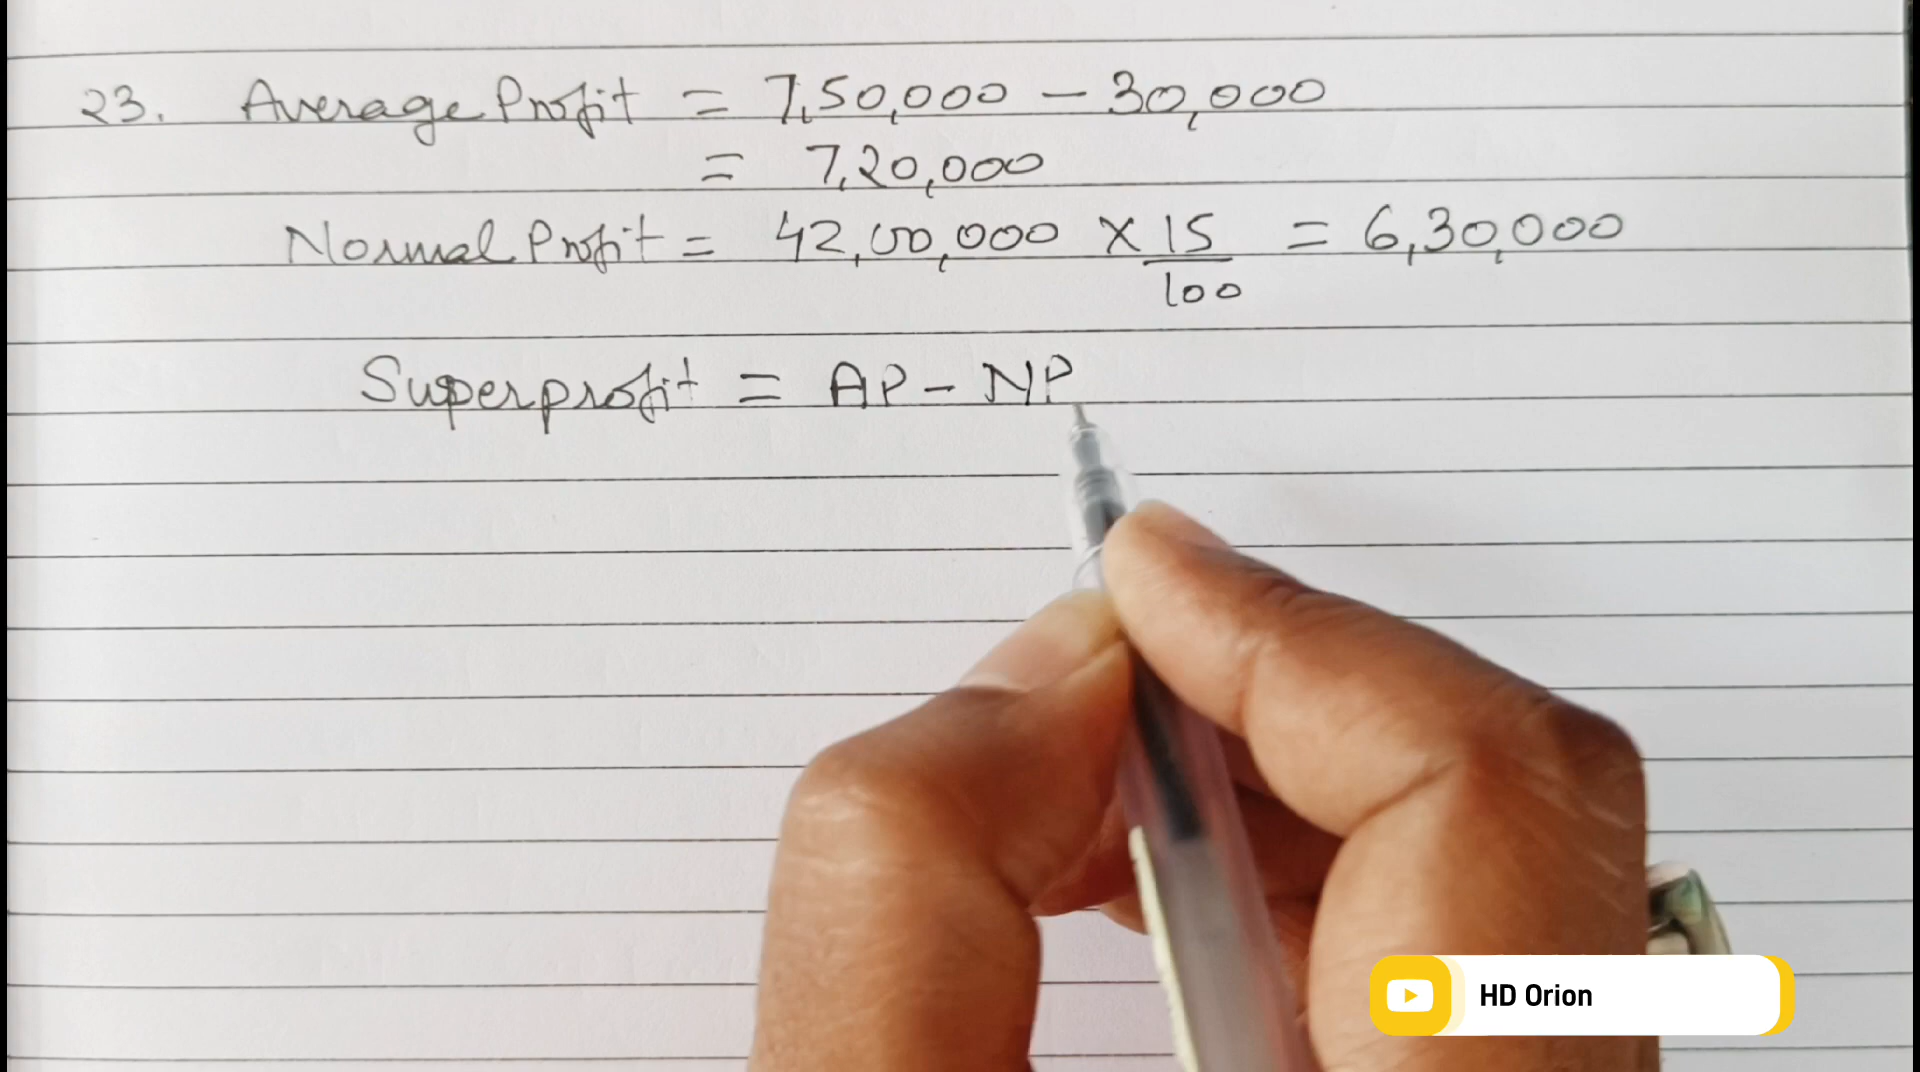 23. Average Profit = 7,50,000 - 30,000
= 7,20,000
Normal Profit = 42,00,000 X 15/100 = 6,30,000
Superprofit = AP - NP
HD Orion